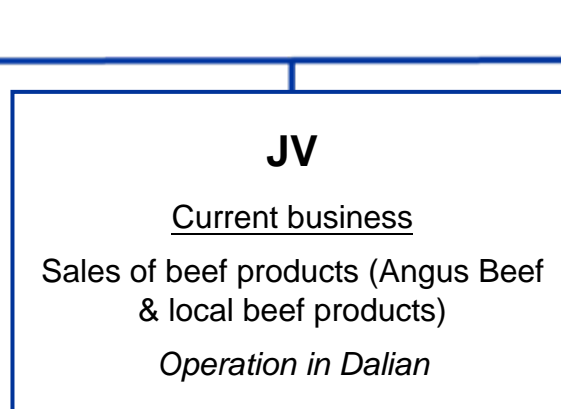 JV
Current business
Sales of beef products (Angus Beef
& local beef products)
Operation in Dalian